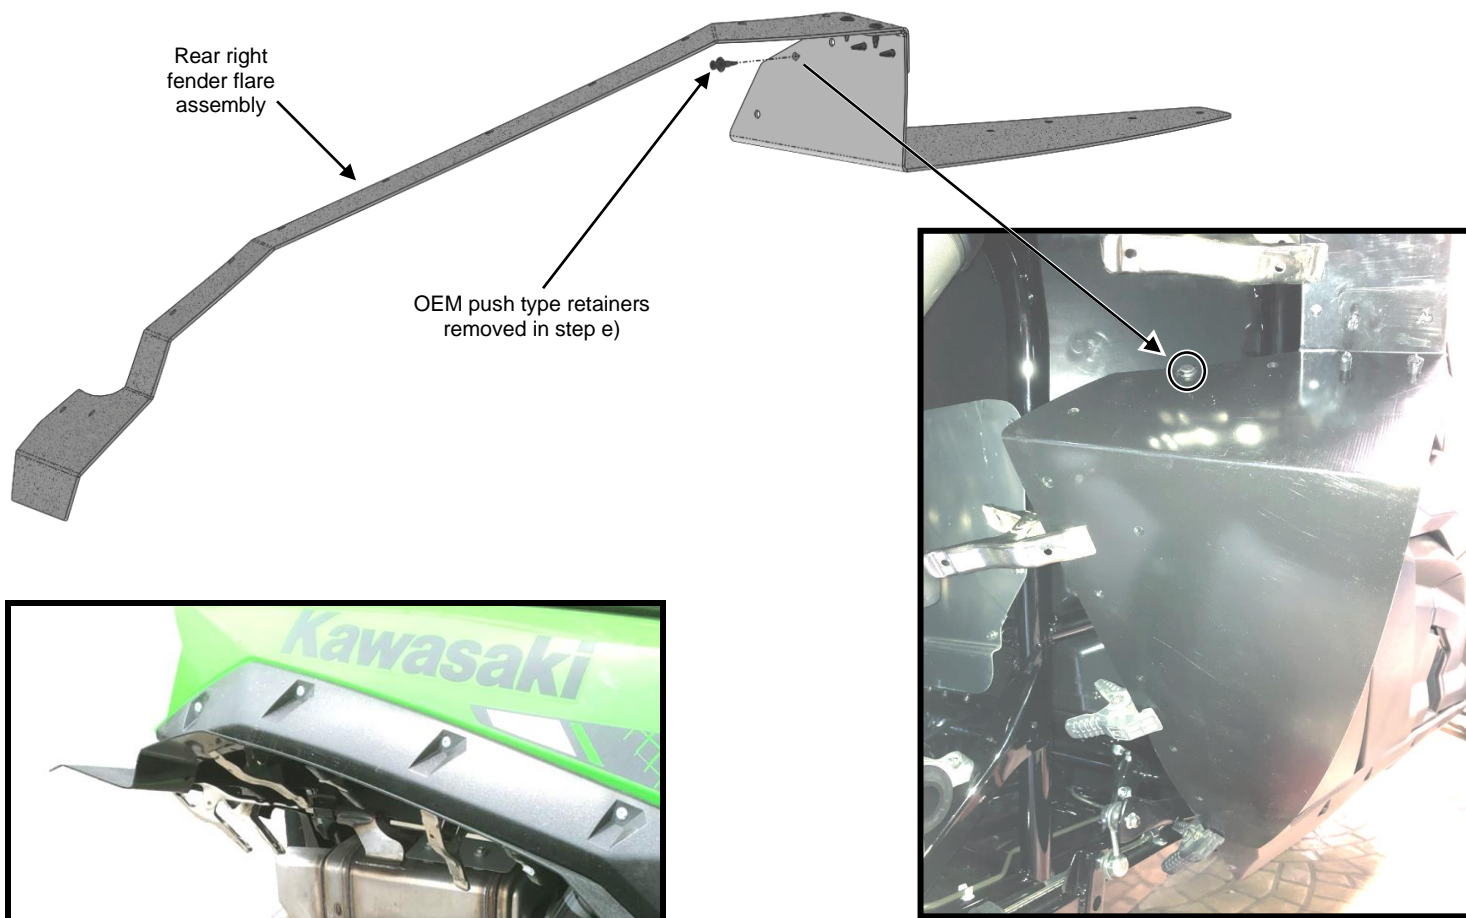 Rear right
fender flare
assembly
OEM push type retainers
removed in step e)
Kawasaki